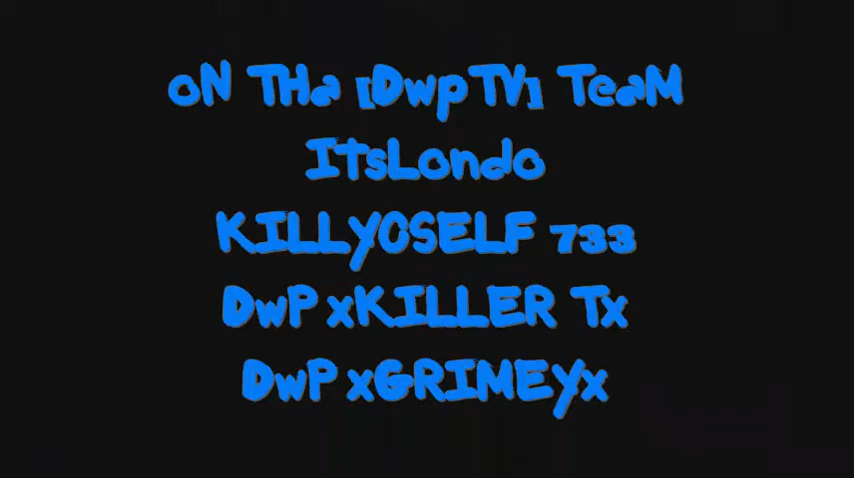 oN THa [DwpTV] TeaM
ItsLondo
KILLYOSELF 733
DwP xKILLER Tx
DwP xGRIMEYx